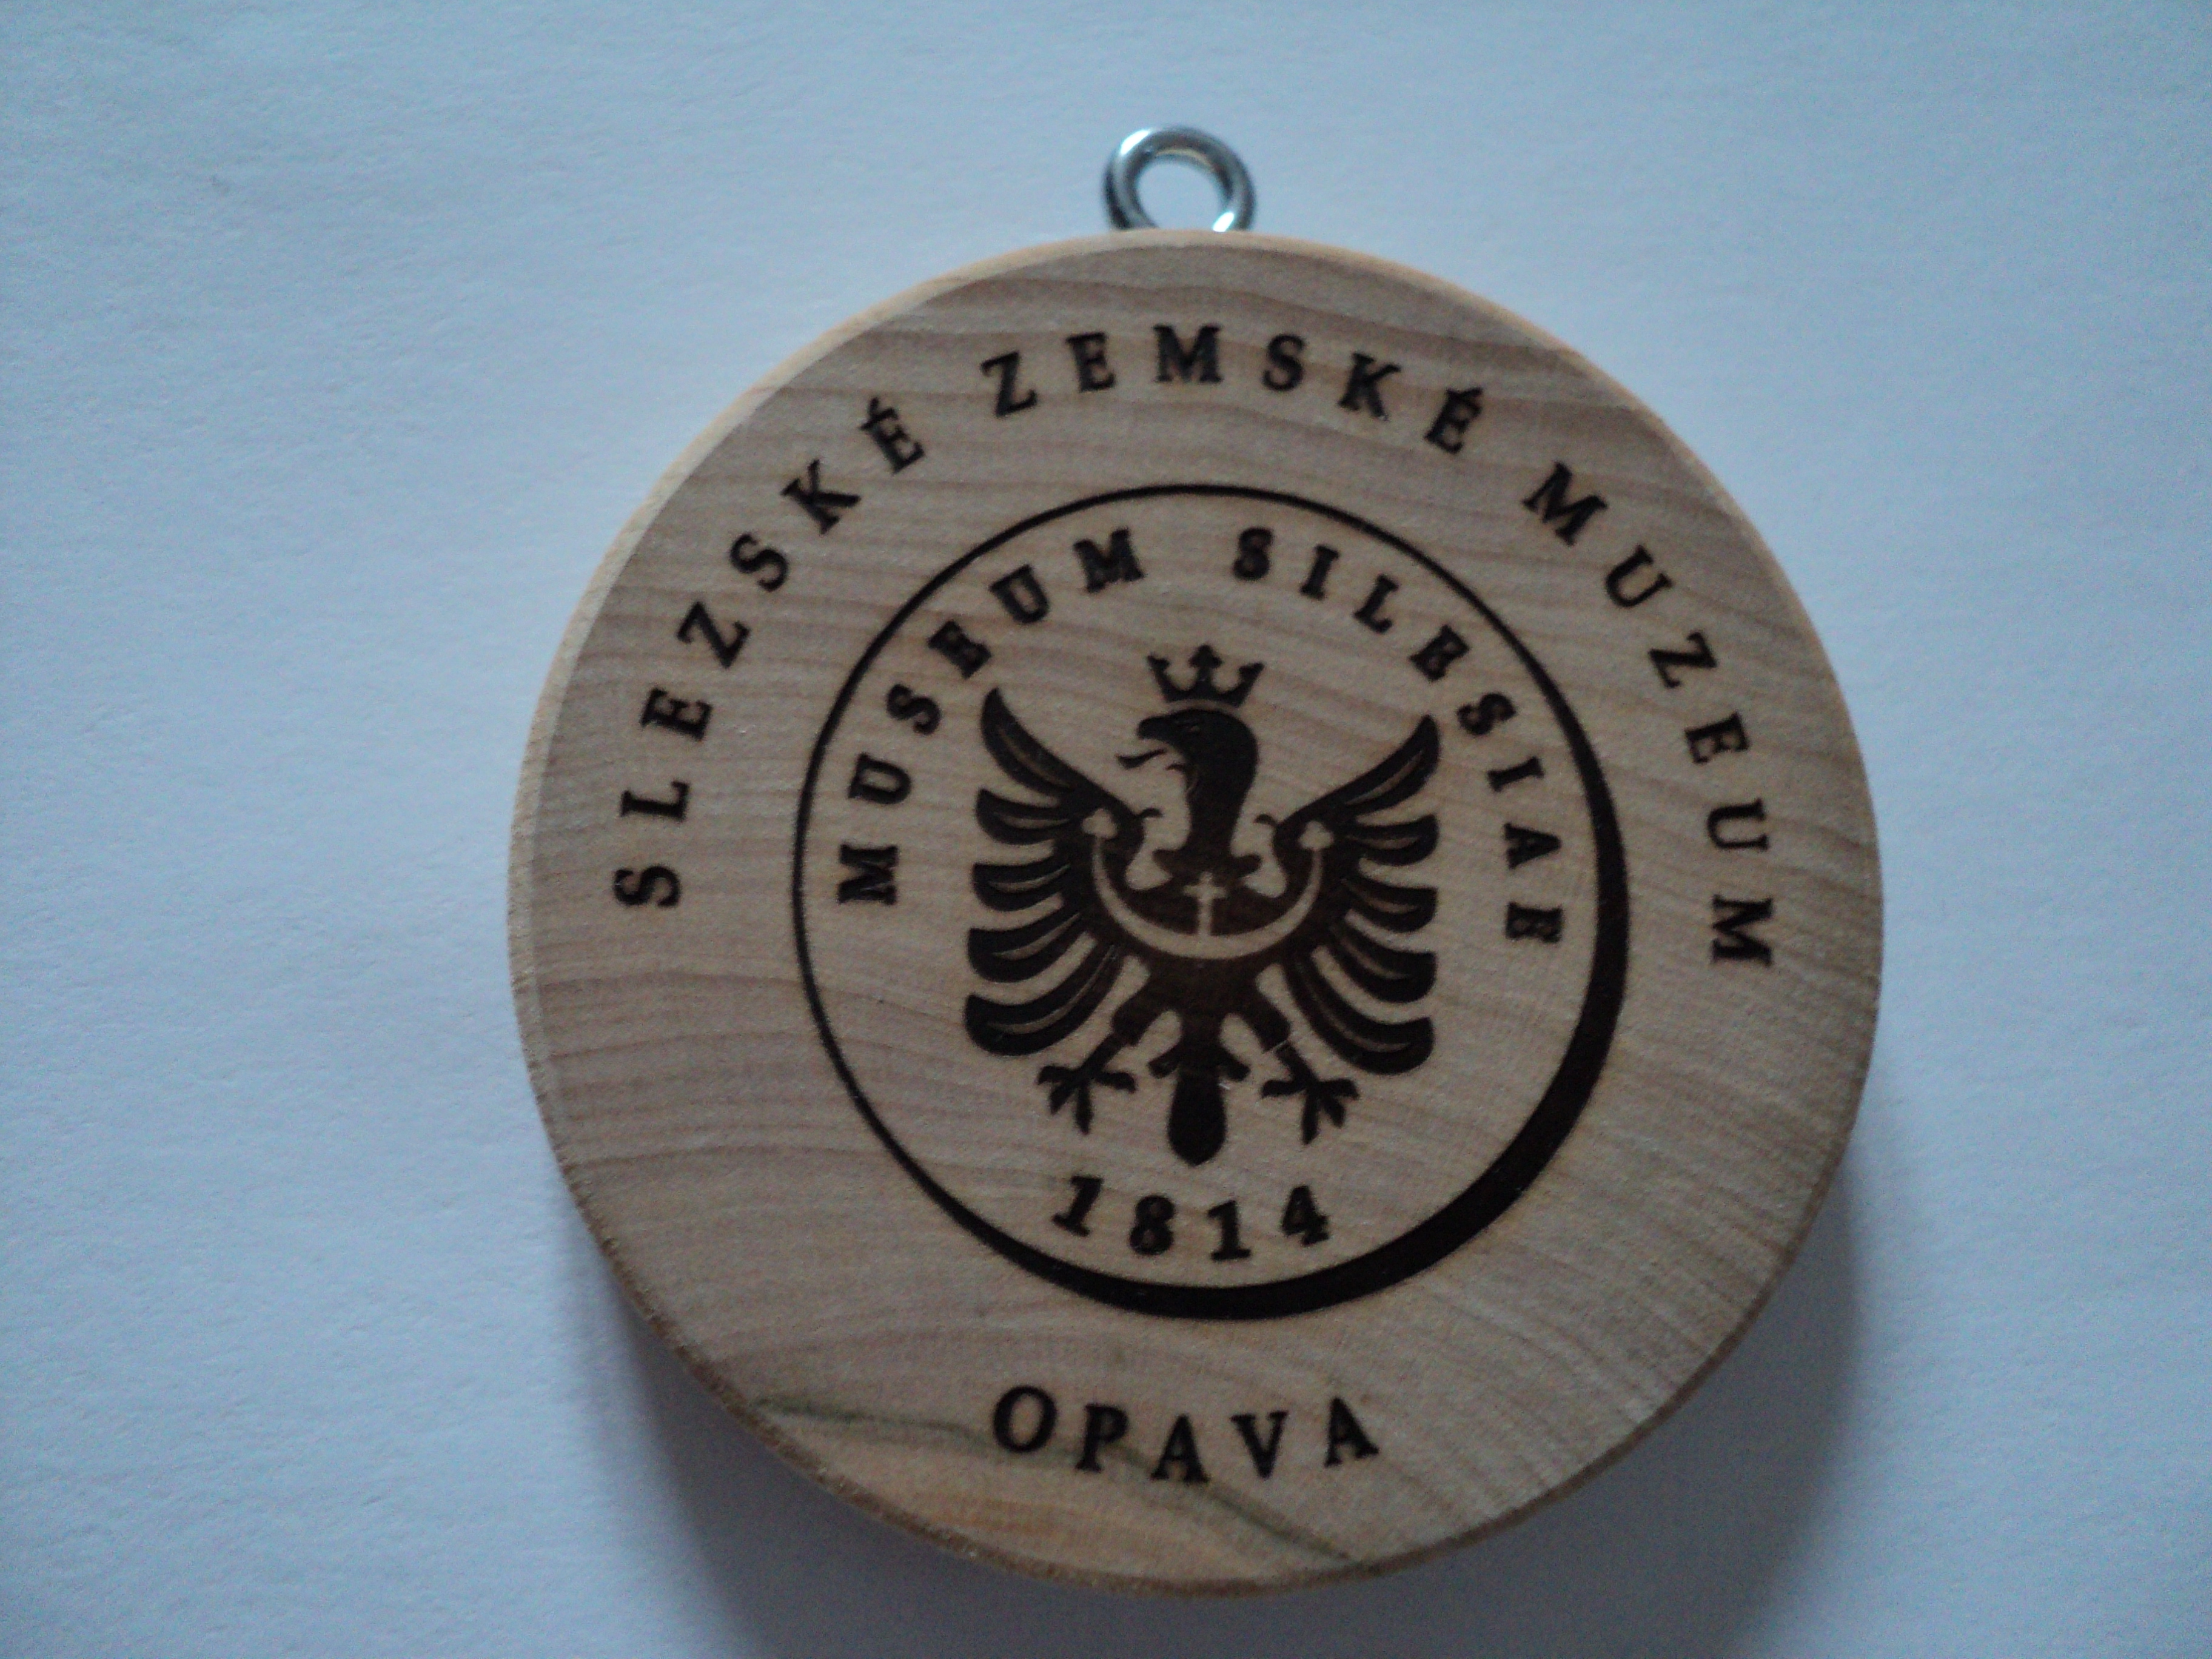 SLEZSKÉ ZEMSKÉ MUZEUM
MUSEUM SILESIAE
1814
OPAVA